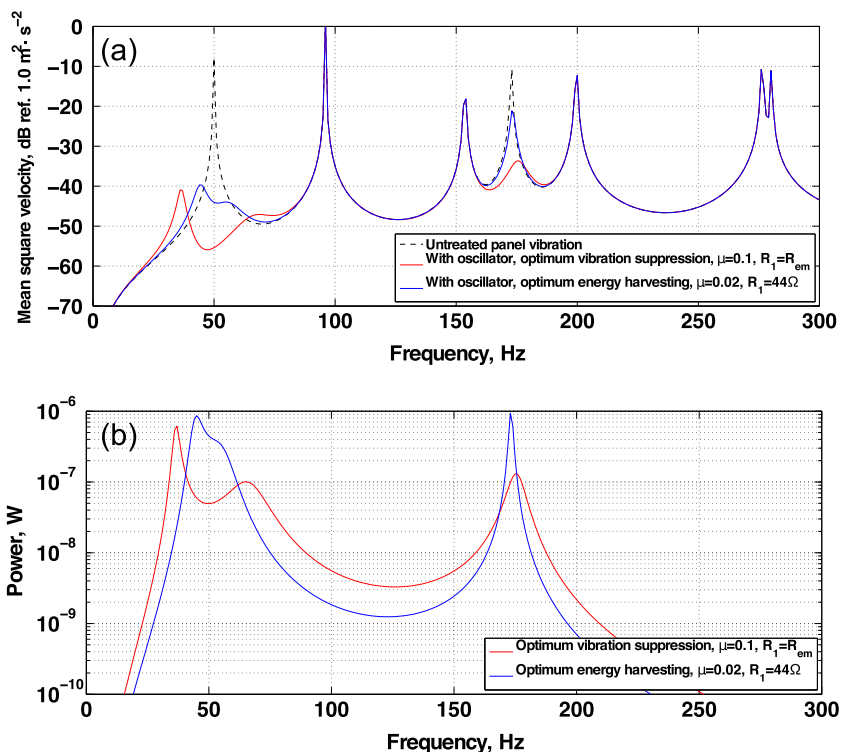 (a)
Mean square velocity, dB ref. 1.0 m²· s⁻²
0
−10
−20
−30
−40
−50
−60
−70
Untreated panel vibration
With oscillator, optimum vibration suppression, μ=0.1, R₁=Rₑₘ
With oscillator, optimum energy harvesting, μ=0.02, R₁=44Ω
0 50 100 150 200 250 300
Frequency, Hz
(b)
Power, W
10⁻⁶
10⁻⁷
10⁻⁸
10⁻⁹
10⁻¹⁰
Optimum vibration suppression, μ=0.1, R₁=Rₑₘ
Optimum energy harvesting, μ=0.02, R₁=44Ω
0 50 100 150 200 250 300
Frequency, Hz